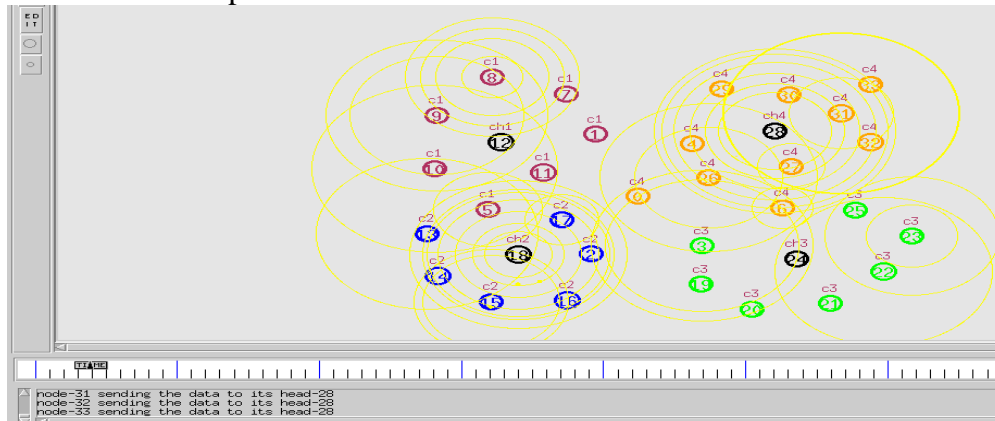 ED
IT
c1
8
c1
7
c1
9
c1
1
ch1
12
c1
10
c1
11
c1
5
c2
17
c2
13
ch2
18
c2
2
c2
14
c2
15
c2
16
c4
29
c4
30
c4
33
c4
31
ch4
28
c4
4
c4
32
c4
26
c4
27
c4
0
c4
6
c3
25
c3
3
c3
23
ch3
24
c3
22
c3
19
c3
20
c3
21
TIME
node-31 sending the data to its head-28
node-32 sending the data to its head-28
node-33 sending the data to its head-28